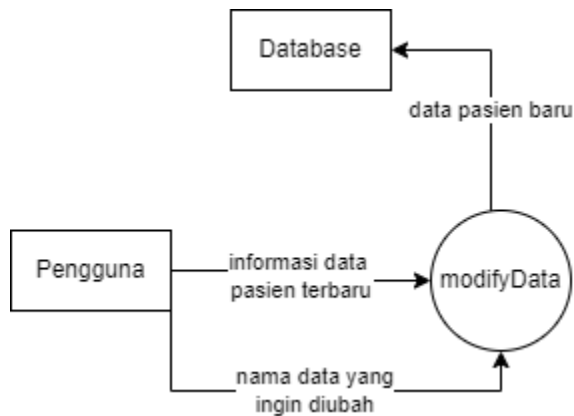 Database
data pasien baru
Pengguna
informasi data
pasien terbaru
modifyData
nama data yang
ingin diubah